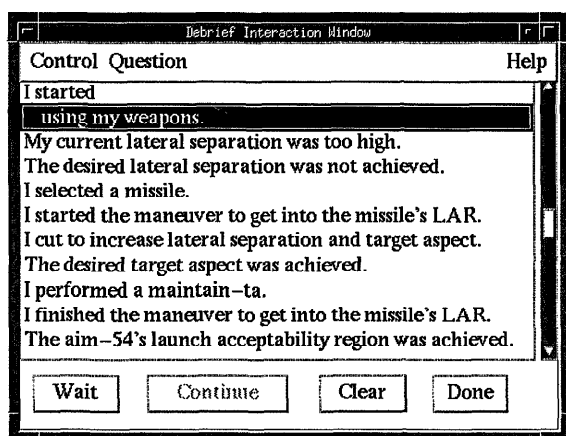 Debrief Interaction Window
Control Question Help
I started
using my weapons.
My current lateral separation was too high.
The desired lateral separation was not achieved.
I selected a missile.
I started the maneuver to get into the missile's LAR.
I cut to increase lateral separation and target aspect.
The desired target aspect was achieved.
I performed a maintain-ta.
I finished the maneuver to get into the missile's LAR.
The aim-54's launch acceptability region was achieved.
Wait Continue Clear Done